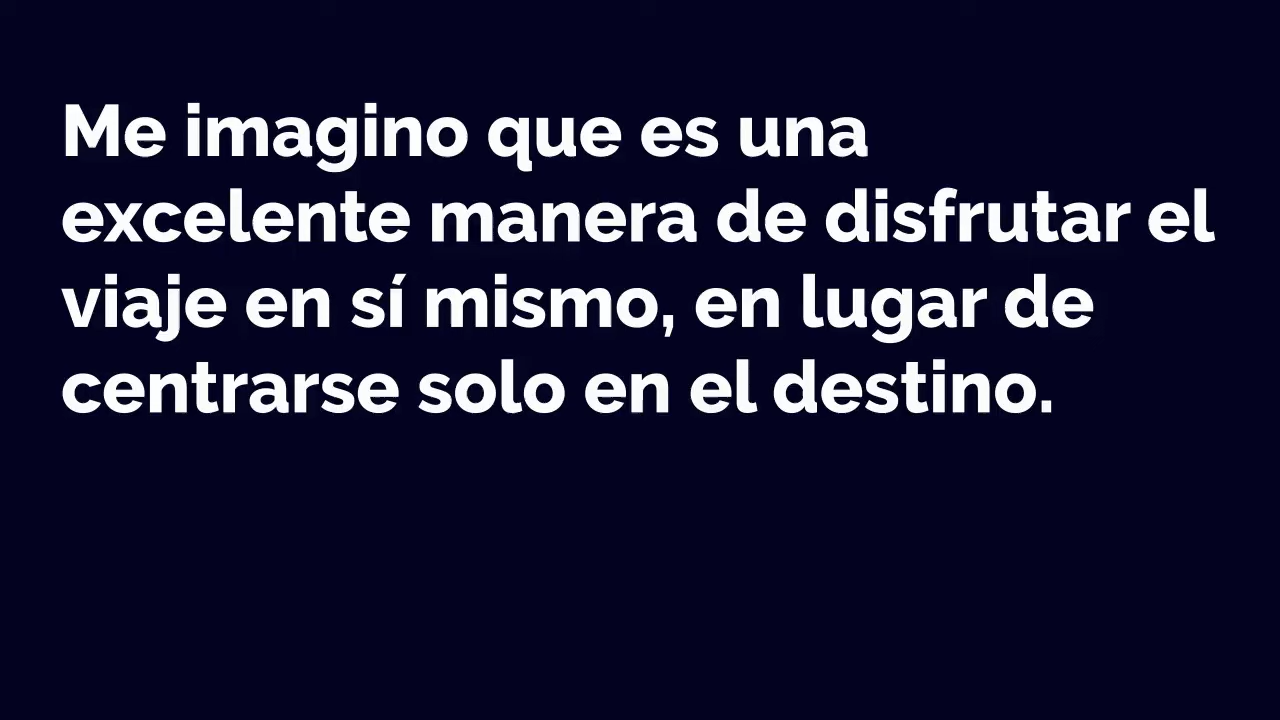 Me imagino que es una
excelente manera de disfrutar el
viaje en sí mismo, en lugar de
centrarse solo en el destino.